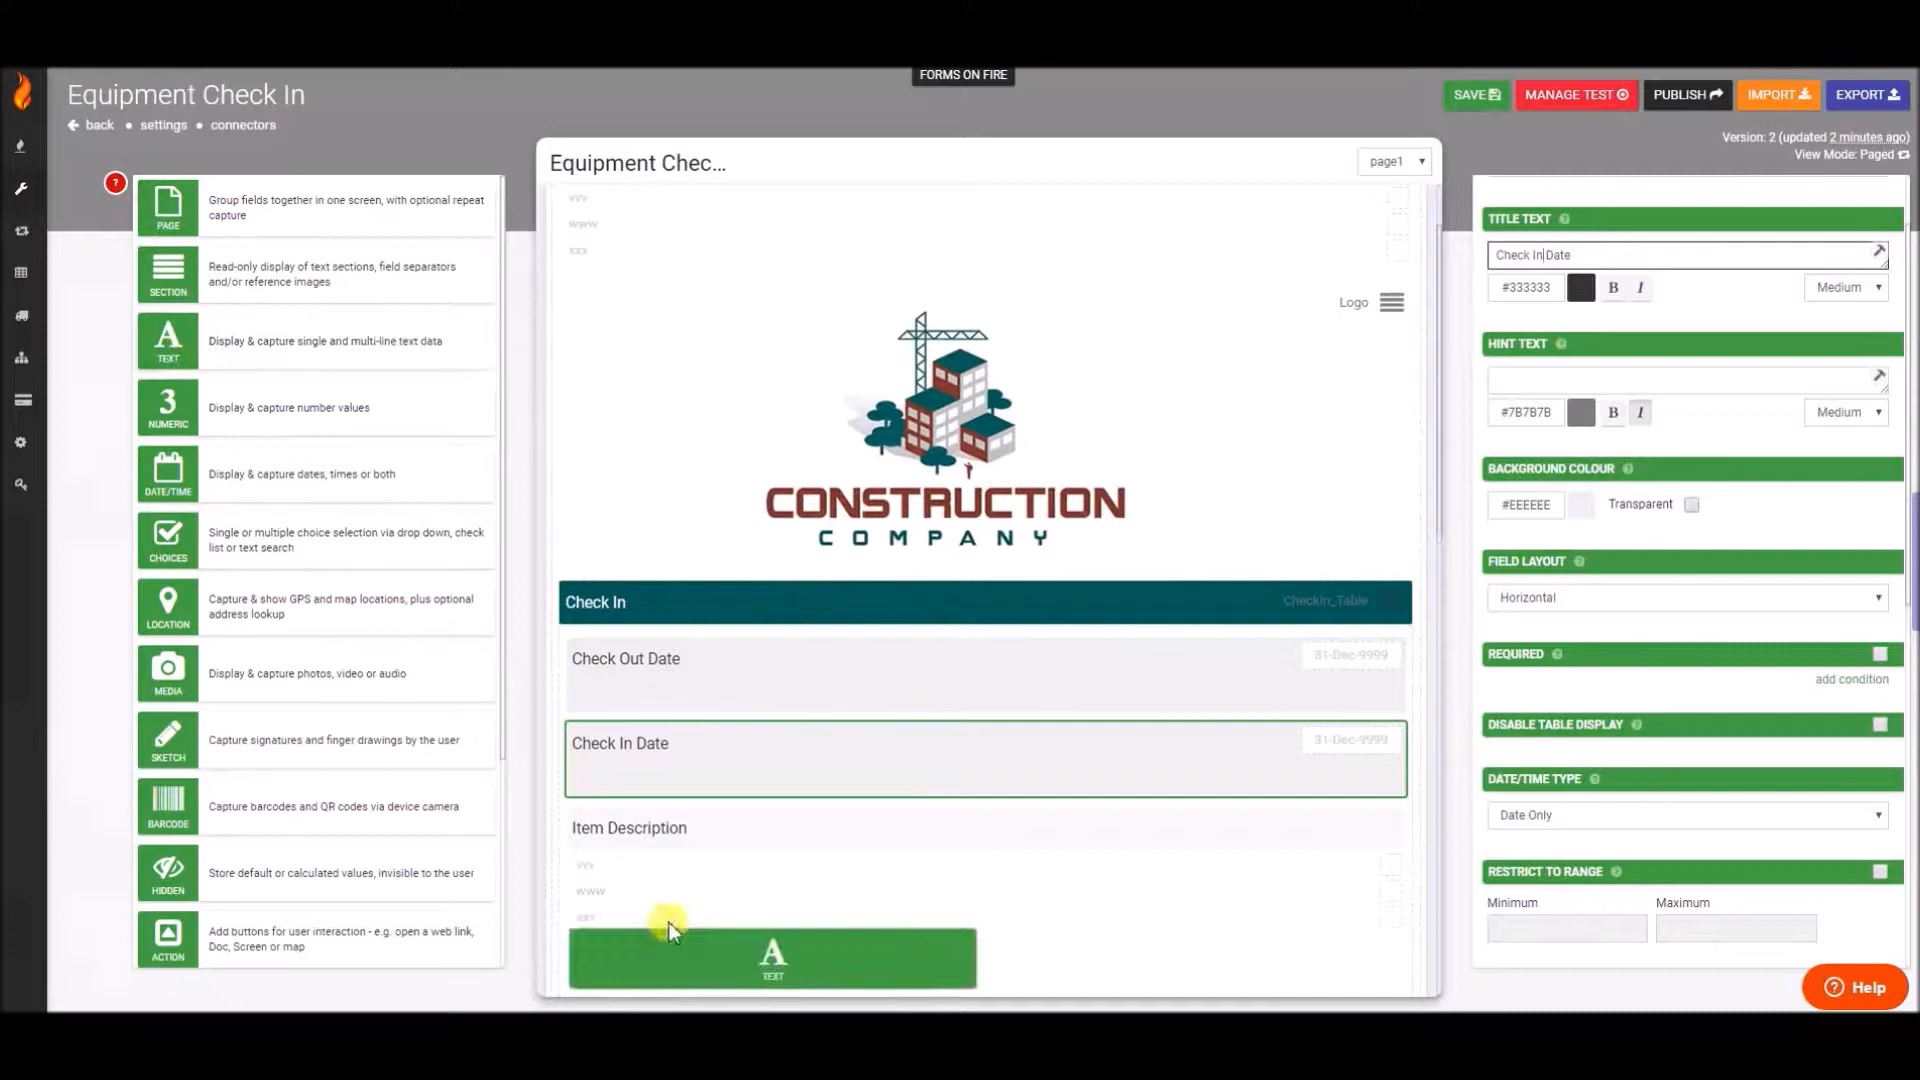 FORMS ON FIRE
Equipment Check In
back • settings • connectors
SAVE
MANAGE TEST
PUBLISH
IMPORT
EXPORT
Version: 2 (updated 2 minutes ago)
View Mode: Paged
?
PAGE
Group fields together in one screen, with optional repeat
capture
SECTION
Read-only display of text sections, field separators
and/or reference images
A
TEXT
Display & capture single and multi-line text data
3
NUMERIC
Display & capture number values
DATE/TIME
Display & capture dates, times or both
CHOICES
Single or multiple choice selection via drop down, check
list or text search
LOCATION
Capture & show GPS and map locations, plus optional
address lookup
MEDIA
Display & capture photos, video or audio
SKETCH
Capture signatures and finger drawings by the user
BARCODE
Capture barcodes and QR codes via device camera
HIDDEN
Store default or calculated values, invisible to the user
ACTION
Add buttons for user interaction - e.g. open a web link,
Doc, Screen or map
Equipment Chec...
page1
vvv
www
xxx
Logo
CONSTRUCTION
COMPANY
Check In
CheckIn_Table
Check Out Date
31-Dec-9999
Check In Date
31-Dec-9999
Item Description
vvv
www
xxx
A
TEXT
TITLE TEXT
Check In Date
#333333
B
I
Medium
HINT TEXT
#7B7B7B
B
I
Medium
BACKGROUND COLOUR
#EEEEEE
Transparent
FIELD LAYOUT
Horizontal
REQUIRED
add condition
DISABLE TABLE DISPLAY
DATE/TIME TYPE
Date Only
RESTRICT TO RANGE
Minimum
Maximum
Help